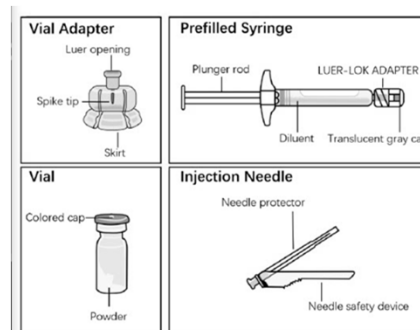 Vial Adapter
Luer opening
Spike tip
Skirt
Prefilled Syringe
Plunger rod
LUER-LOK ADAPTER
Diluent
Translucent gray ca
Vial
Colored cap
Powder
Injection Needle
Needle protector
Needle safety device